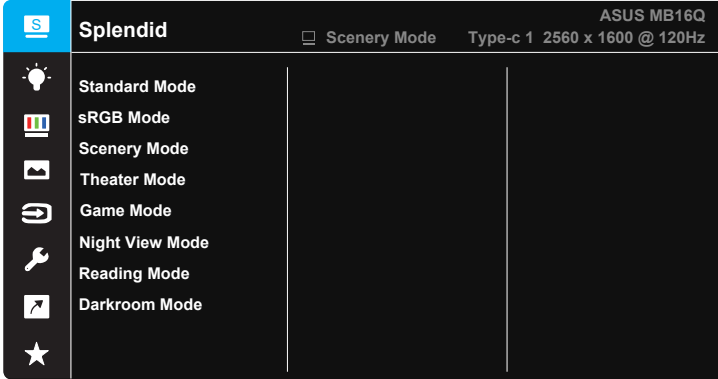 S
Splendid
ASUS MB16Q
Scenery Mode Type-c 1 2560 x 1600 @ 120Hz
Standard Mode
sRGB Mode
Scenery Mode
Theater Mode
Game Mode
Night View Mode
Reading Mode
Darkroom Mode